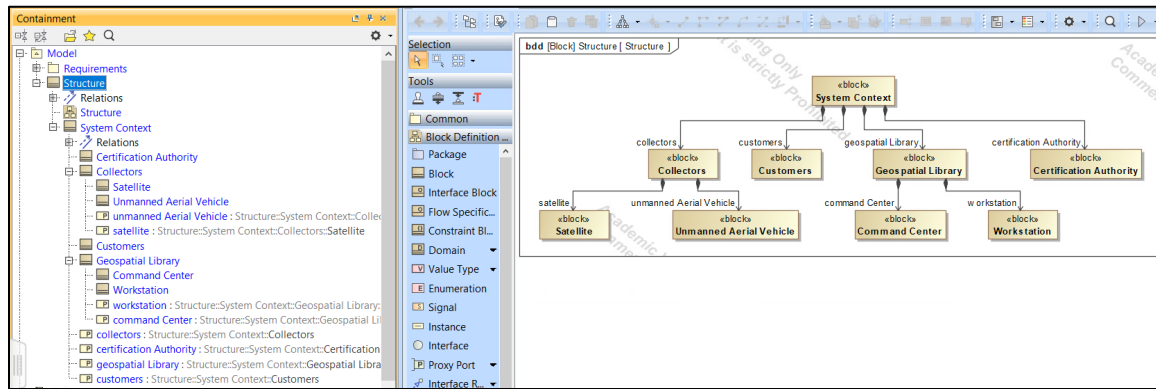 Containment
Model
Requirements
Structure
Relations
Structure
System Context
Relations
Certification Authority
Collectors
Satellite
Unmanned Aerial Vehicle
unmanned Aerial Vehicle : Structure::System Context::Collec
satellite : Structure::System Context::Collectors::Satellite
Customers
Geospatial Library
Command Center
Workstation
workstation : Structure::System Context::Geospatial Library:
command Center : Structure::System Context::Geospatial Li
collectors : Structure::System Context::Collectors
certification Authority : Structure::System Context::Certification
geospatial Library : Structure::System Context::Geospatial Libra
customers : Structure::System Context::Customers
Selection
Tools
Common
Block Definition ...
Package
Block
Interface Block
Flow Specific...
Constraint Bl...
Domain
Value Type
Enumeration
Signal
Instance
Interface
Proxy Port
Interface R...
bdd [Block] Structure [ Structure ]
«block»
System Context
collectors
customers
geospatial Library
certification Authority
«block»
Collectors
«block»
Customers
«block»
Geospatial Library
«block»
Certification Authority
satellite
unmanned Aerial Vehicle
command Center
workstation
«block»
Satellite
«block»
Unmanned Aerial Vehicle
«block»
Command Center
«block»
Workstation